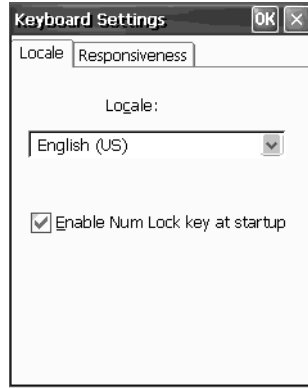 Keyboard Settings OK ×
Locale Responsiveness
Locale:
English (US)
Enable Num Lock key at startup